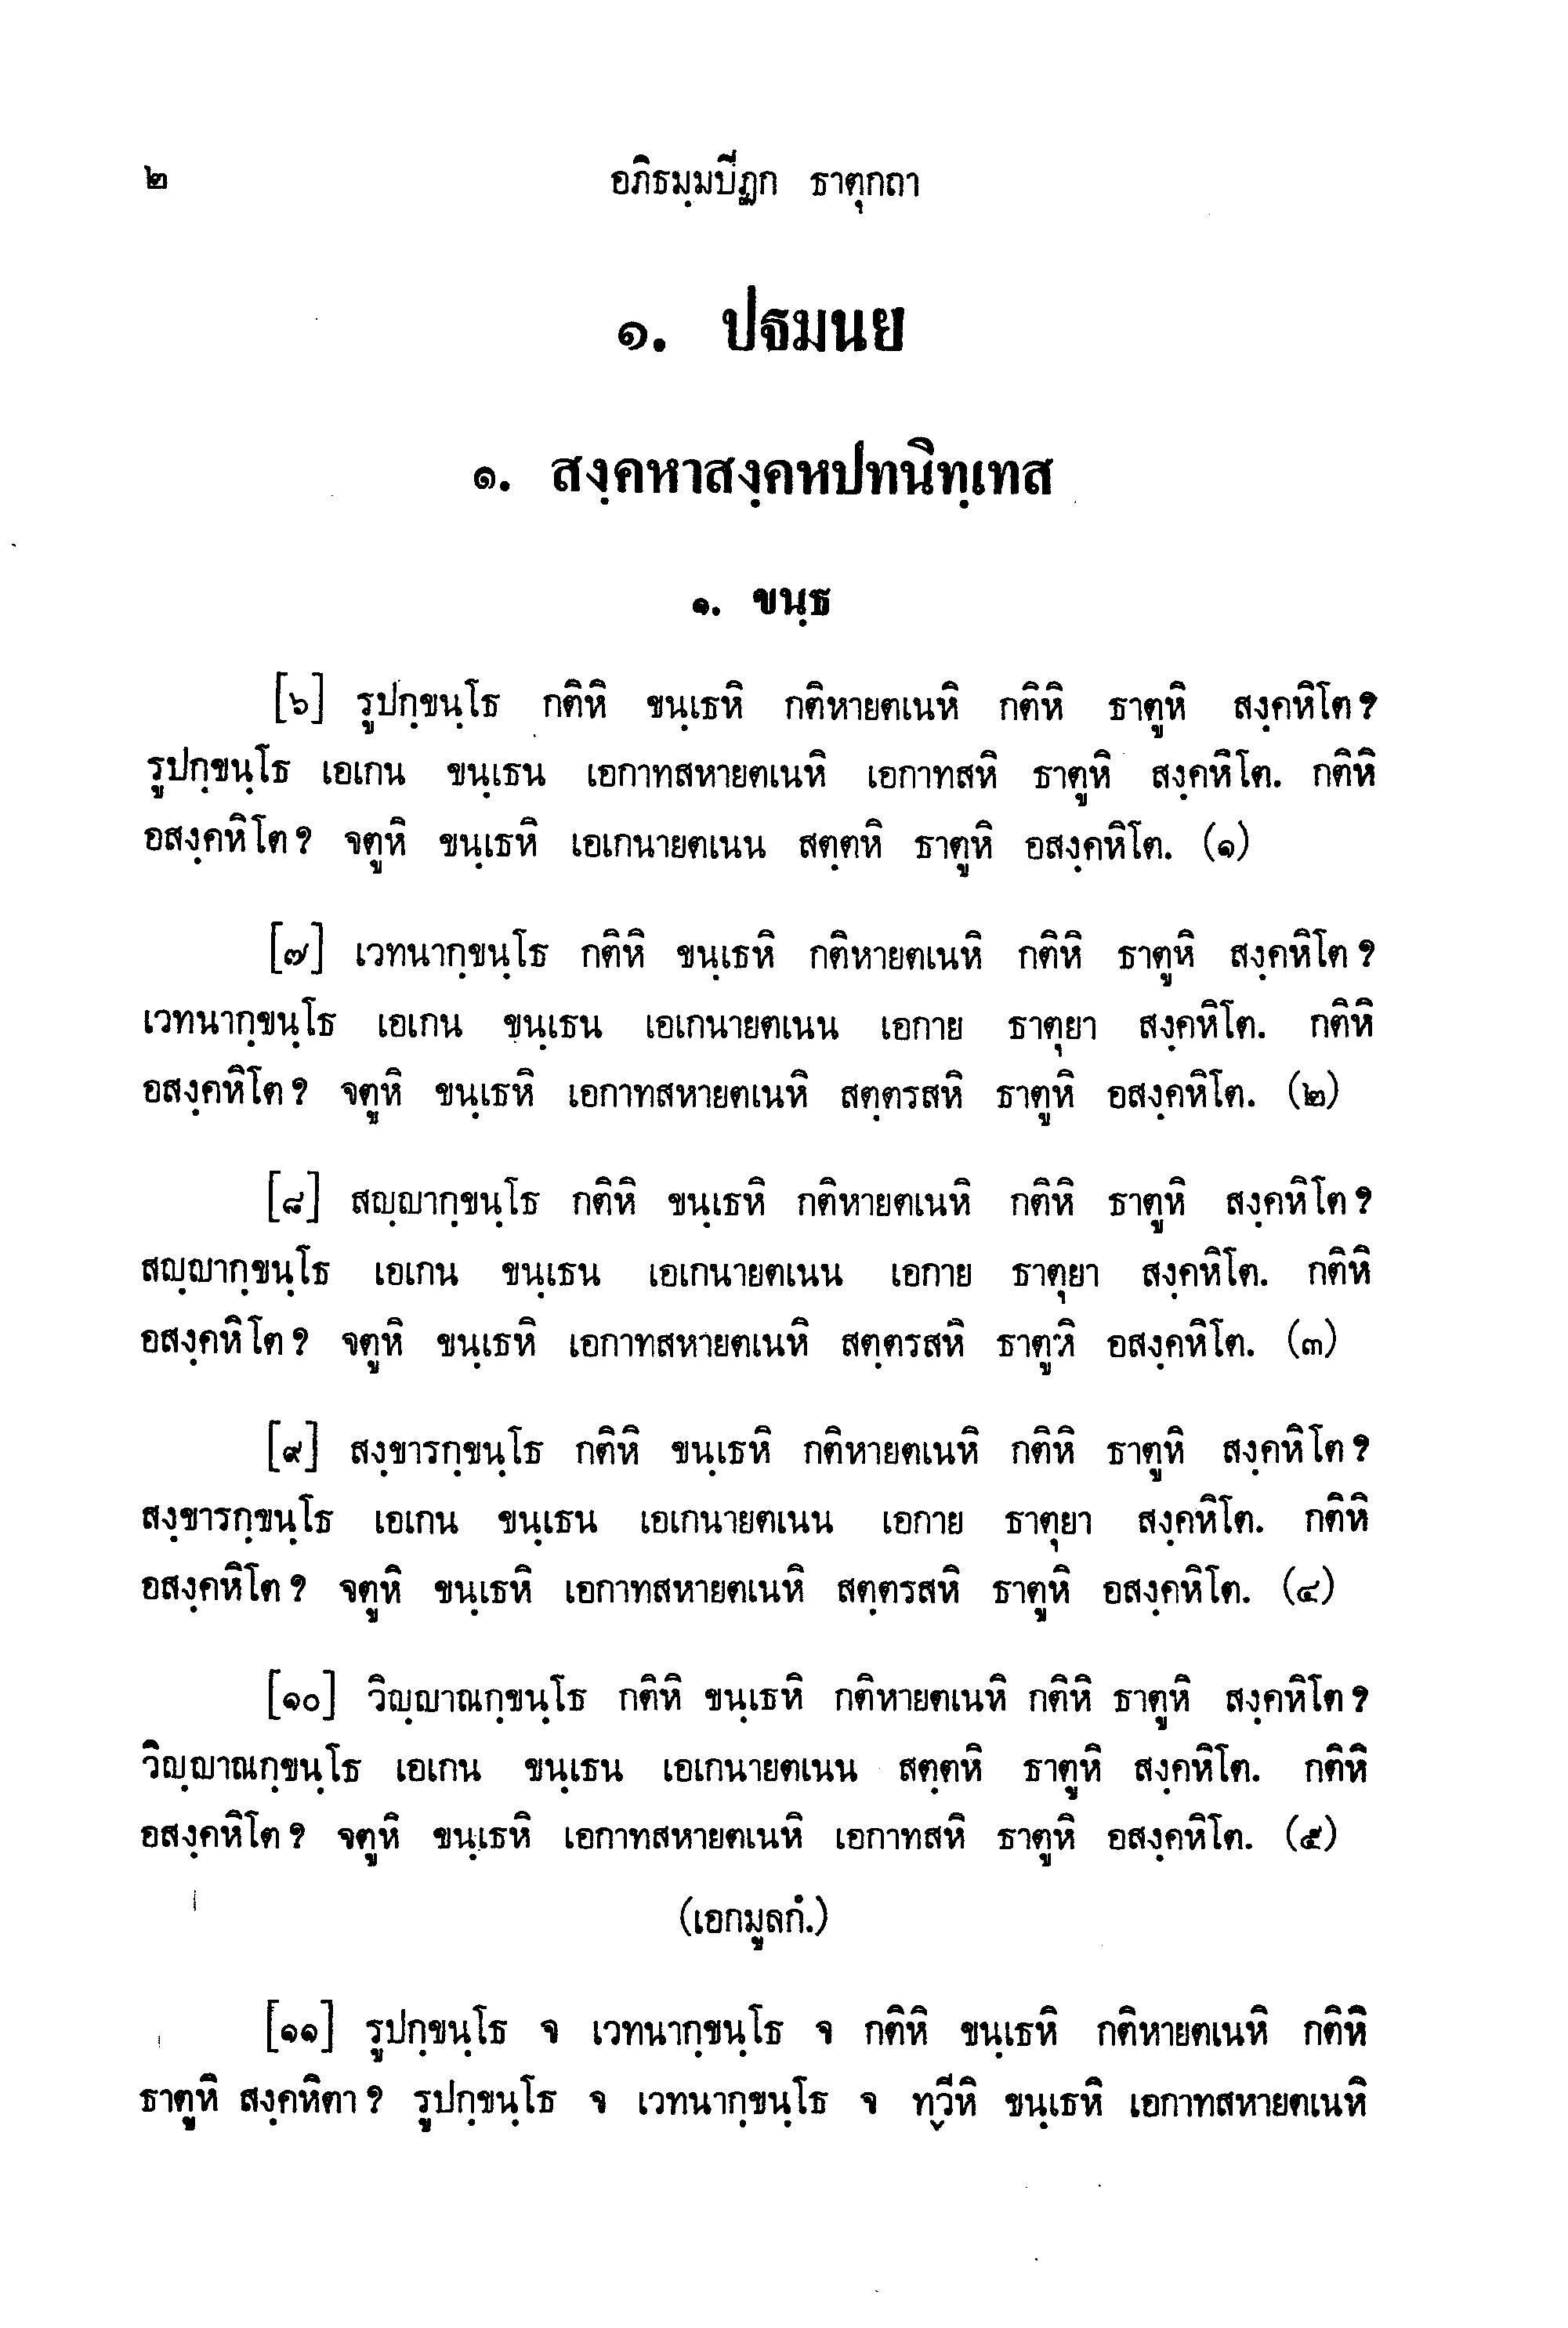 ๒ อภิธมฺมปีฏก ธาตุกถา
๑. ปธมนย
๑. สงฺคหาสงฺคหปทนิทฺเทส
๑. ขนฺธ
[๖] รูปกฺขนฺโธ กติหิ ขนฺเธหิ กติหายตเนหิ กติหิ ธาตูหิ สงฺคหิโต?
รูปกฺขนฺโธ เอเกน ขนฺเธน เอกาทสหายตเนหิ เอกาทสหิ ธาตูหิ สงฺคหิโต. กติหิ
อสงฺคหิโต? จตูหิ ขนฺเธหิ เอเกนายตเนน สตฺตหิ ธาตูหิ อสงฺคหิโต. (๑)
[๗] เวทนากฺขนฺโธ กติหิ ขนฺเธหิ กติหายตเนหิ กติหิ ธาตูหิ สงฺคหิโต?
เวทนากฺขนฺโธ เอเกน ขนฺเธน เอเกนายตเนน เอกาย ธาตุยา สงฺคหิโต. กติหิ
อสงฺคหิโต? จตูหิ ขนฺเธหิ เอกาทสหายตเนหิ สตฺตรสหิ ธาตูหิ อสงฺคหิโต. (๒)
[๘] สญฺญากฺขนฺโธ กติหิ ขนฺเธหิ กติหายตเนหิ กติหิ ธาตูหิ สงฺคหิโต?
สญฺญากฺขนฺโธ เอเกน ขนฺเธน เอเกนายตเนน เอกาย ธาตุยา สงฺคหิโต. กติหิ
อสงฺคหิโต? จตูหิ ขนฺเธหิ เอกาทสหายตเนหิ สตฺตรสหิ ธาตูหิ อสงฺคหิโต. (๓)
[๙] สงฺขารกฺขนฺโธ กติหิ ขนฺเธหิ กติหายตเนหิ กติหิ ธาตูหิ สงฺคหิโต?
สงฺขารกฺขนฺโธ เอเกน ขนฺเธน เอเกนายตเนน เอกาย ธาตุยา สงฺคหิโต. กติหิ
อสงฺคหิโต? จตูหิ ขนฺเธหิ เอกาทสหายตเนหิ สตฺตรสหิ ธาตูหิ อสงฺคหิโต. (๔)
[๑๐] วิญฺญาณกฺขนฺโธ กติหิ ขนฺเธหิ กติหายตเนหิ กติหิ ธาตูหิ สงฺคหิโต?
วิญฺญาณกฺขนฺโธ เอเกน ขนฺเธน เอเกนายตเนน สตฺตหิ ธาตูหิ สงฺคหิโต. กติหิ
อสงฺคหิโต? จตูหิ ขนฺเธหิ เอกาทสหายตเนหิ เอกาทสหิ ธาตูหิ อสงฺคหิโต. (๕)
(เอกมูลกํ.)
[๑๑] รูปกฺขนฺโธ จ เวทนากฺขนฺโธ จ กติหิ ขนฺเธหิ กติหายตเนหิ กติหิ
ธาตูหิ สงฺคหิตา? รูปกฺขนฺโธ จ เวทนากฺขนฺโธ จ ทฺวีหิ ขนฺเธหิ เอกาทสหายตเนหิ